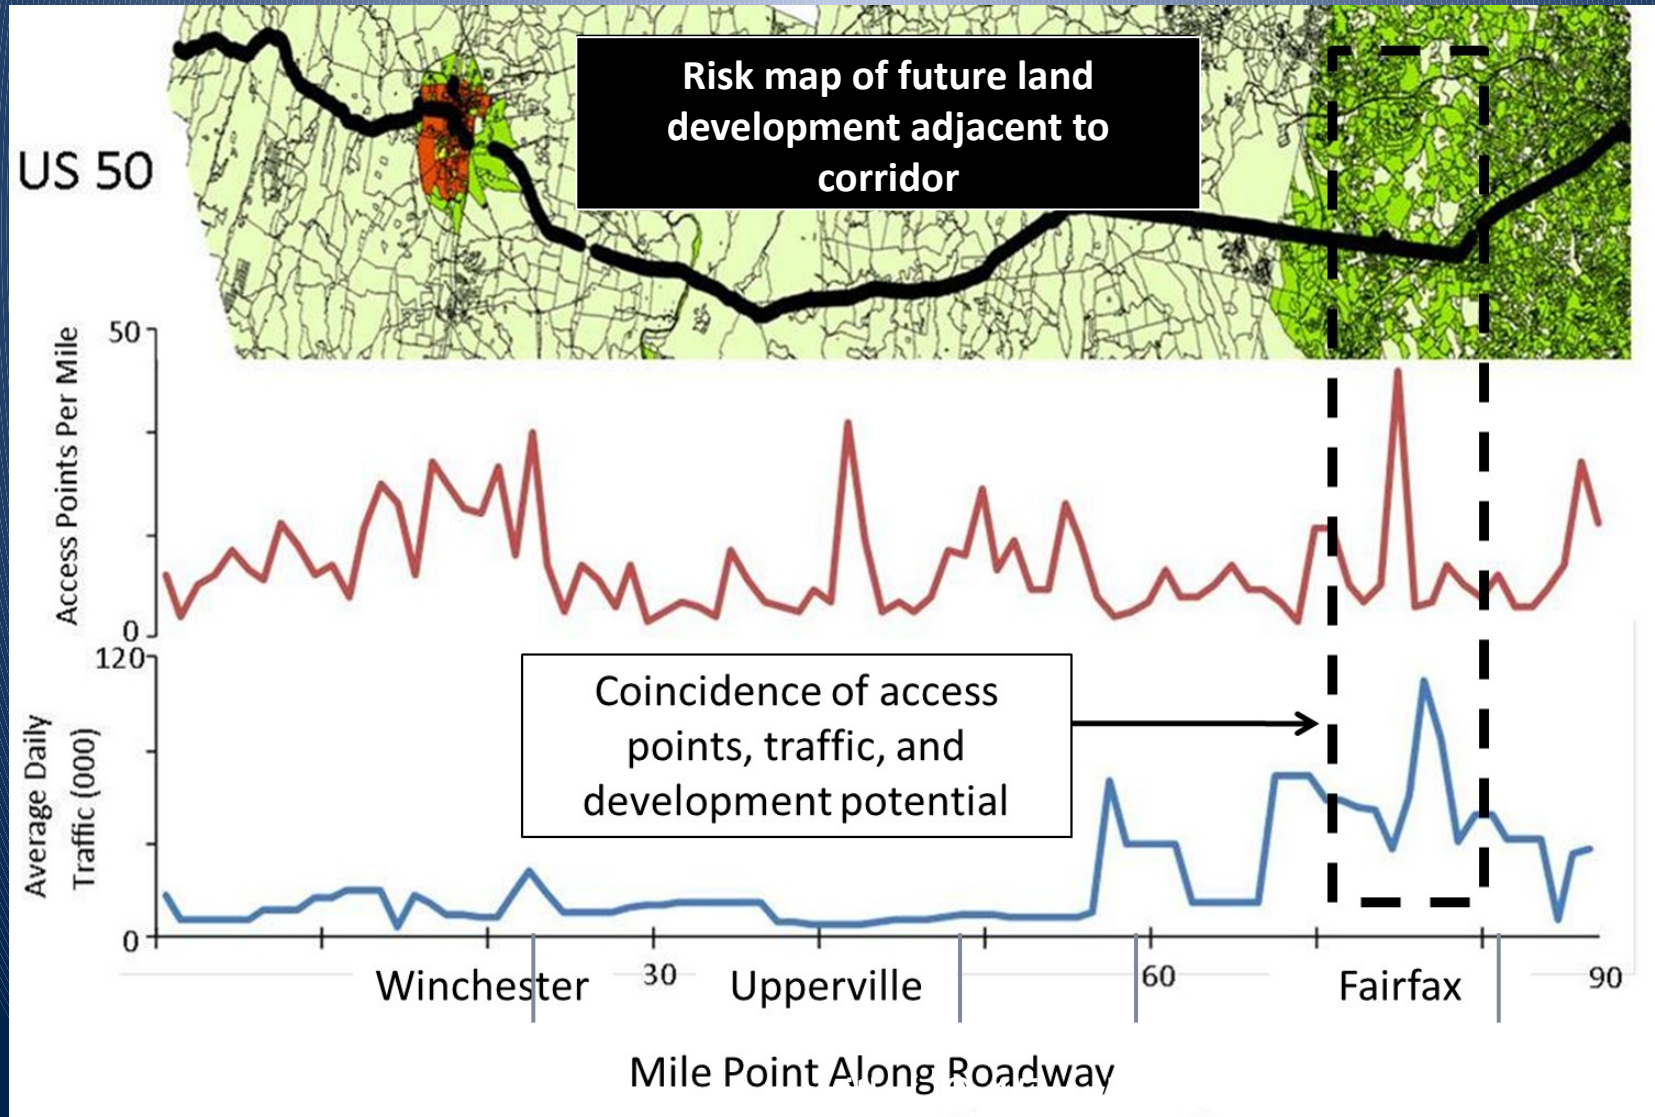 Risk map of future land
development adjacent to
corridor
US 50
50
Access Points Per Mile
0
120
Average Daily
Traffic (000)
0
Coincidence of access
points, traffic, and
development potential
Winchester
30
Upperville
60
Fairfax
90
Mile Point Along Roadway